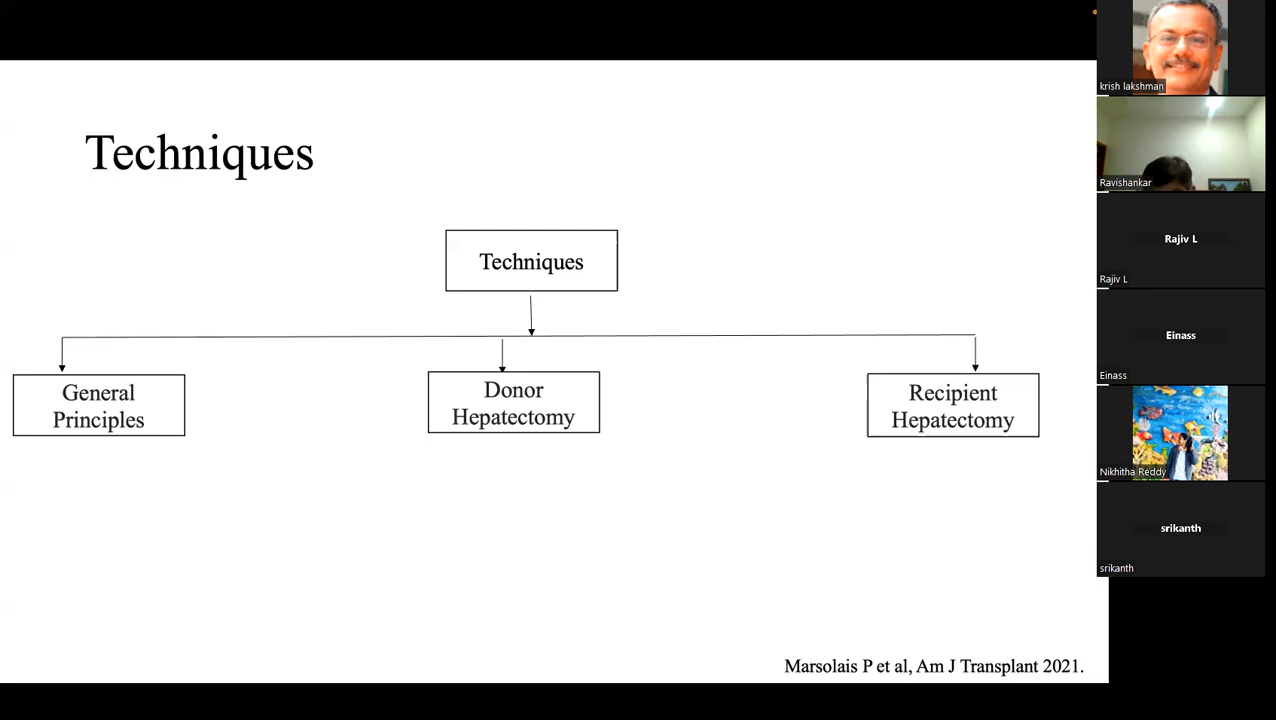 Techniques
Techniques
General
Principles
Donor
Hepatectomy
Recipient
Hepatectomy
Marsolais P et al, Am J Transplant 2021.
krish lakshman
Ravishankar
Rajiv L
Rajiv L
Einass
Einass
Nikhitha Reddy
srikanth
srikanth